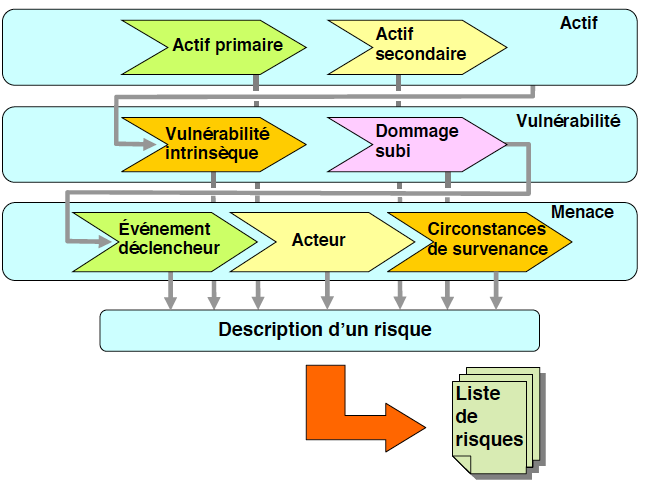 Actif
Actif primaire
Actif
secondaire
Vulnérabilité
Vulnérabilité
intrinsèque
Dommage
subi
Menace
Événement
déclencheur
Acteur
Circonstances
de survenance
Description d'un risque
Liste
de
risques